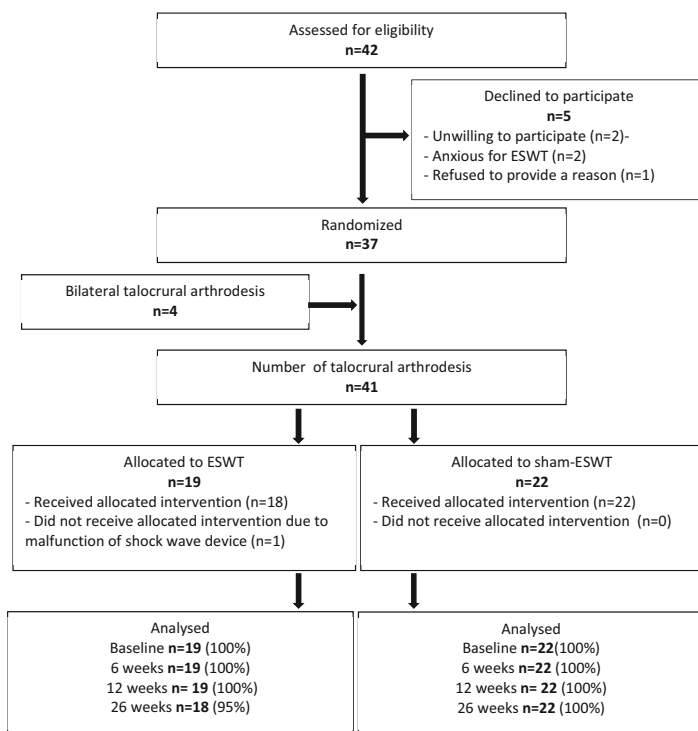 Assessed for eligibility
n=42
Declined to participate
n=5
- Unwilling to participate (n=2)-
- Anxious for ESWT (n=2)
- Refused to provide a reason (n=1)
Randomized
n=37
Bilateral talocrural arthrodesis
n=4
Number of talocrural arthrodesis
n=41
Allocated to ESWT
n=19
- Received allocated intervention (n=18)
- Did not receive allocated intervention due to
malfunction of shock wave device (n=1)
Allocated to sham-ESWT
n=22
- Received allocated intervention (n=22)
- Did not receive allocated intervention (n=0)
Analysed
Baseline n=19 (100%)
6 weeks n=19 (100%)
12 weeks n= 19 (100%)
26 weeks n=18 (95%)
Analysed
Baseline n=22(100%)
6 weeks n=22 (100%)
12 weeks n= 22 (100%)
26 weeks n=22 (100%)